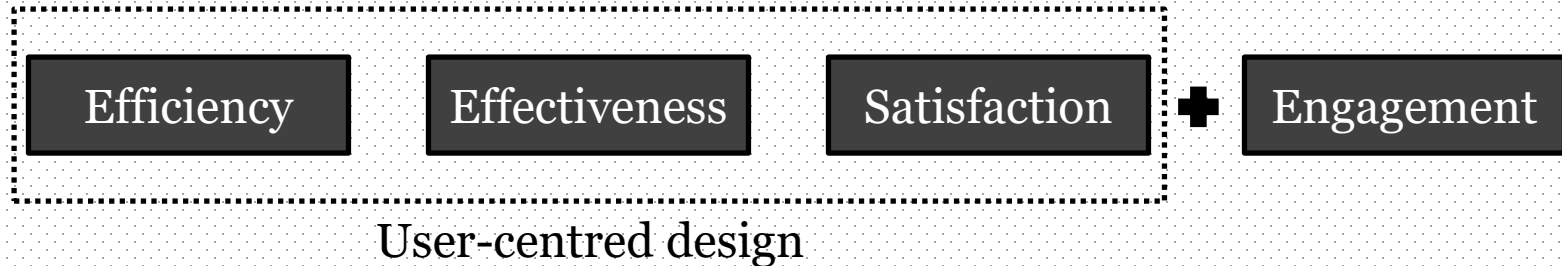 Efficiency Effectiveness Satisfaction Engagement
User-centred design